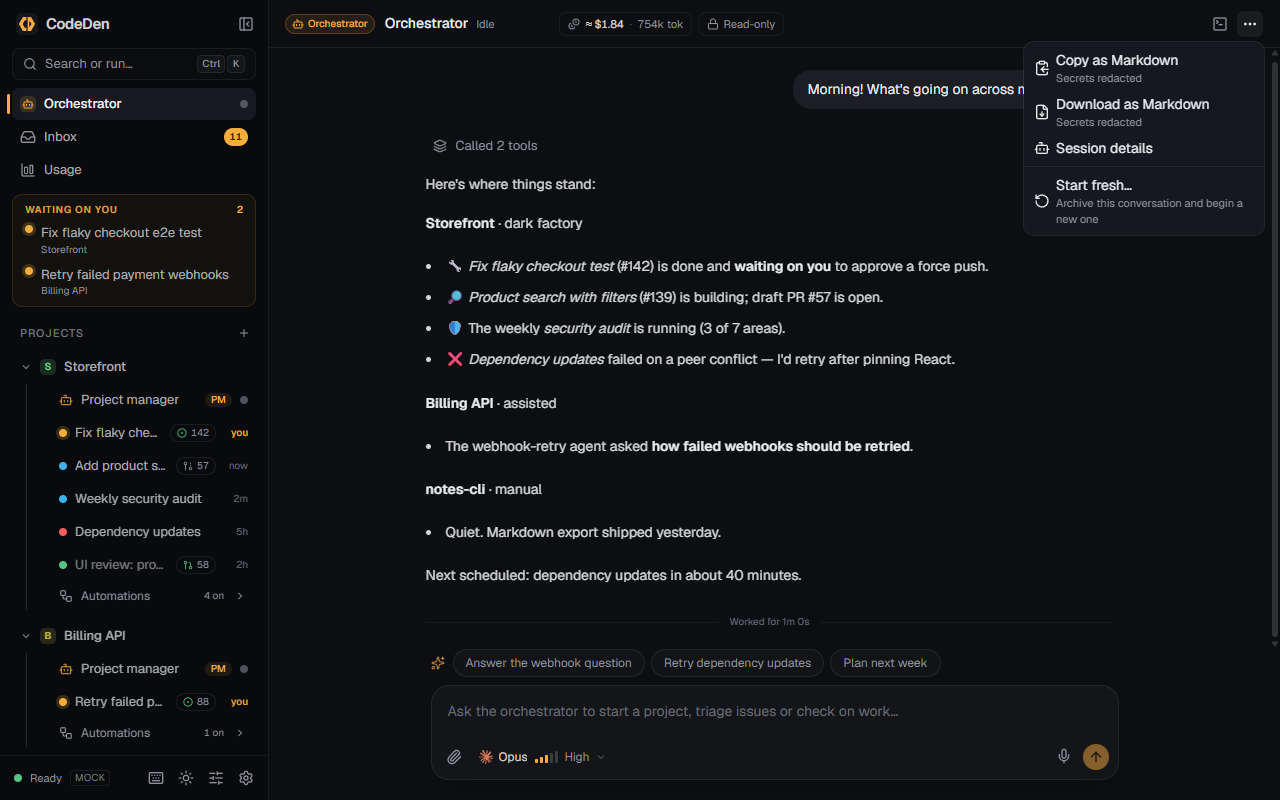 CodeDen
Search or run… Ctrl K
Orchestrator
Inbox 11
Usage
WAITING ON YOU 2
Fix flaky checkout e2e test
Storefront
Retry failed payment webhooks
Billing API
PROJECTS
S Storefront
Project manager PM
Fix flaky che… 142 you
Add product s… 57 now
Weekly security audit 2m
Dependency updates 5h
UI review: pro… 58 2h
Automations 4 on
B Billing API
Project manager PM
Retry failed p… 88 you
Automations 1 on
Ready MOCK
Orchestrator Orchestrator Idle ≈ $1.84 · 754k tok Read-only
Morning! What's going on across
Called 2 tools
Here's where things stand:
Storefront · dark factory
• 🔧 Fix flaky checkout test (#142) is done and waiting on you to approve a force push.
• 🔎 Product search with filters (#139) is building; draft PR #57 is open.
• 🛡️ The weekly security audit is running (3 of 7 areas).
• ❌ Dependency updates failed on a peer conflict — I'd retry after pinning React.
Billing API · assisted
• The webhook-retry agent asked how failed webhooks should be retried.
notes-cli · manual
• Quiet. Markdown export shipped yesterday.
Next scheduled: dependency updates in about 40 minutes.
Worked for 1m 0s
Answer the webhook question Retry dependency updates Plan next week
Ask the orchestrator to start a project, triage issues or check on work…
Opus High
Copy as Markdown
Secrets redacted
Download as Markdown
Secrets redacted
Session details
Start fresh…
Archive this conversation and begin a
new one